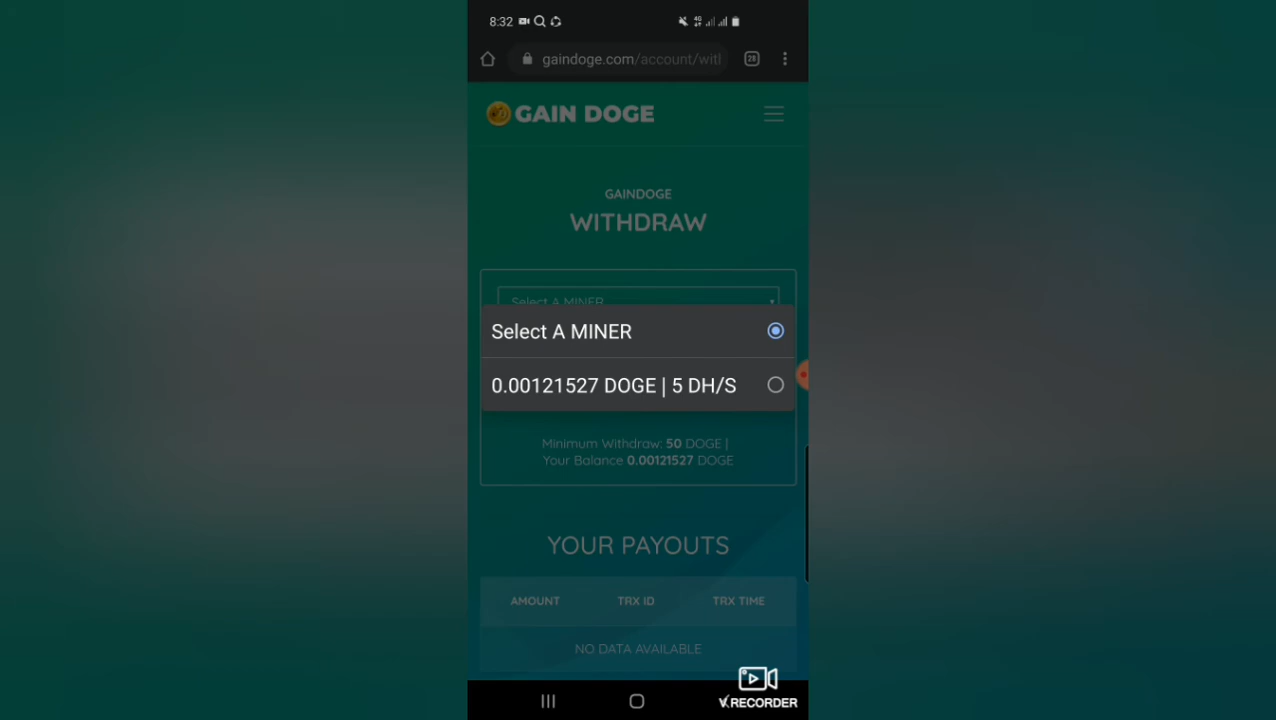 8:32
gaindoge.com/account/witl
28
GAIN DOGE
GAINDOGE
WITHDRAW
Select A MINER
Select A MINER
0.00121527 DOGE | 5 DH/S
Minimum Withdraw: 50 DOGE |
Your Balance 0.00121527 DOGE
YOUR PAYOUTS
AMOUNT TRX ID TRX TIME
NO DATA AVAILABLE
VRECORDER